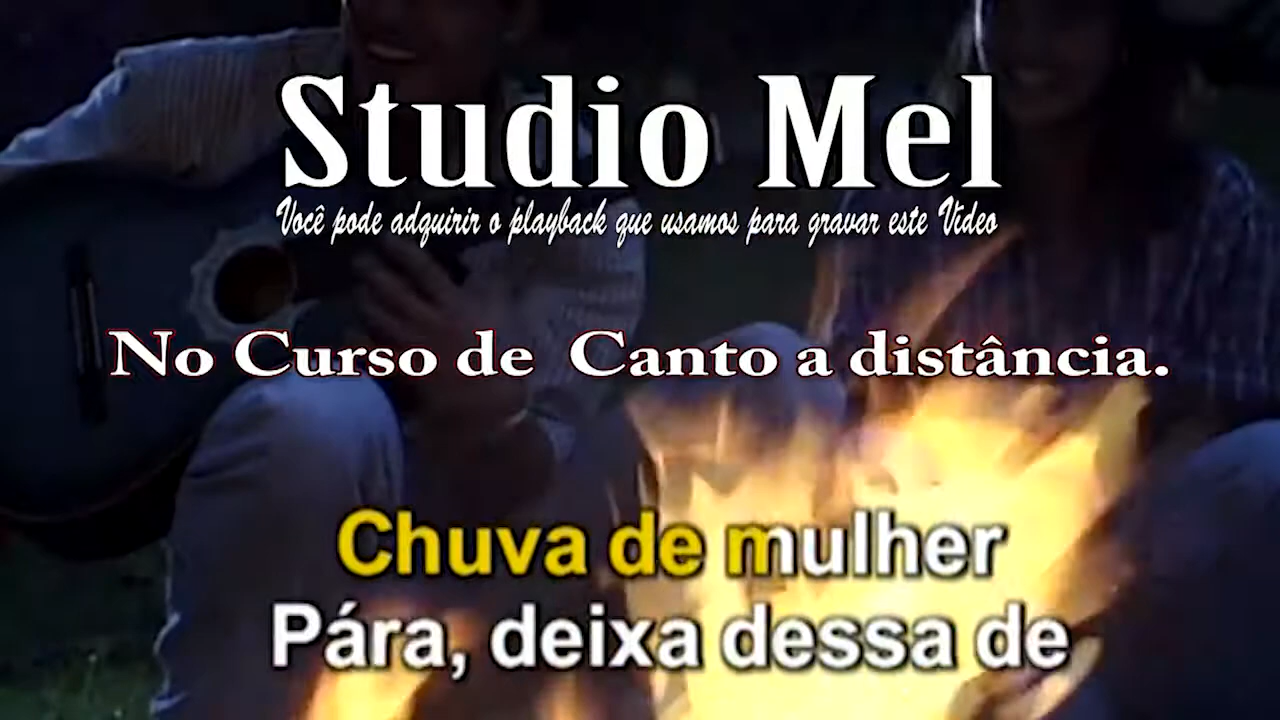 Studio Mel
Você pode adquirir o playback que usamos para gravar este Vídeo
No Curso de Canto a distância.
Chuva de mulher
Pára, deixa dessa de